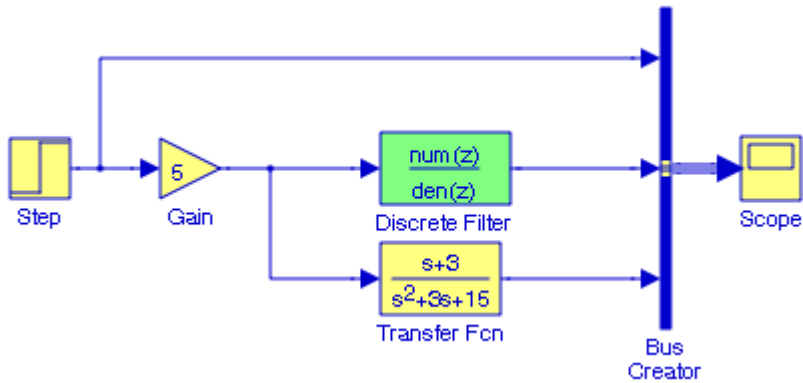 Step
5
Gain
num(z)
den(z)
Discrete Filter
s+3
s²+3s+15
Transfer Fcn
Bus
Creator
Scope